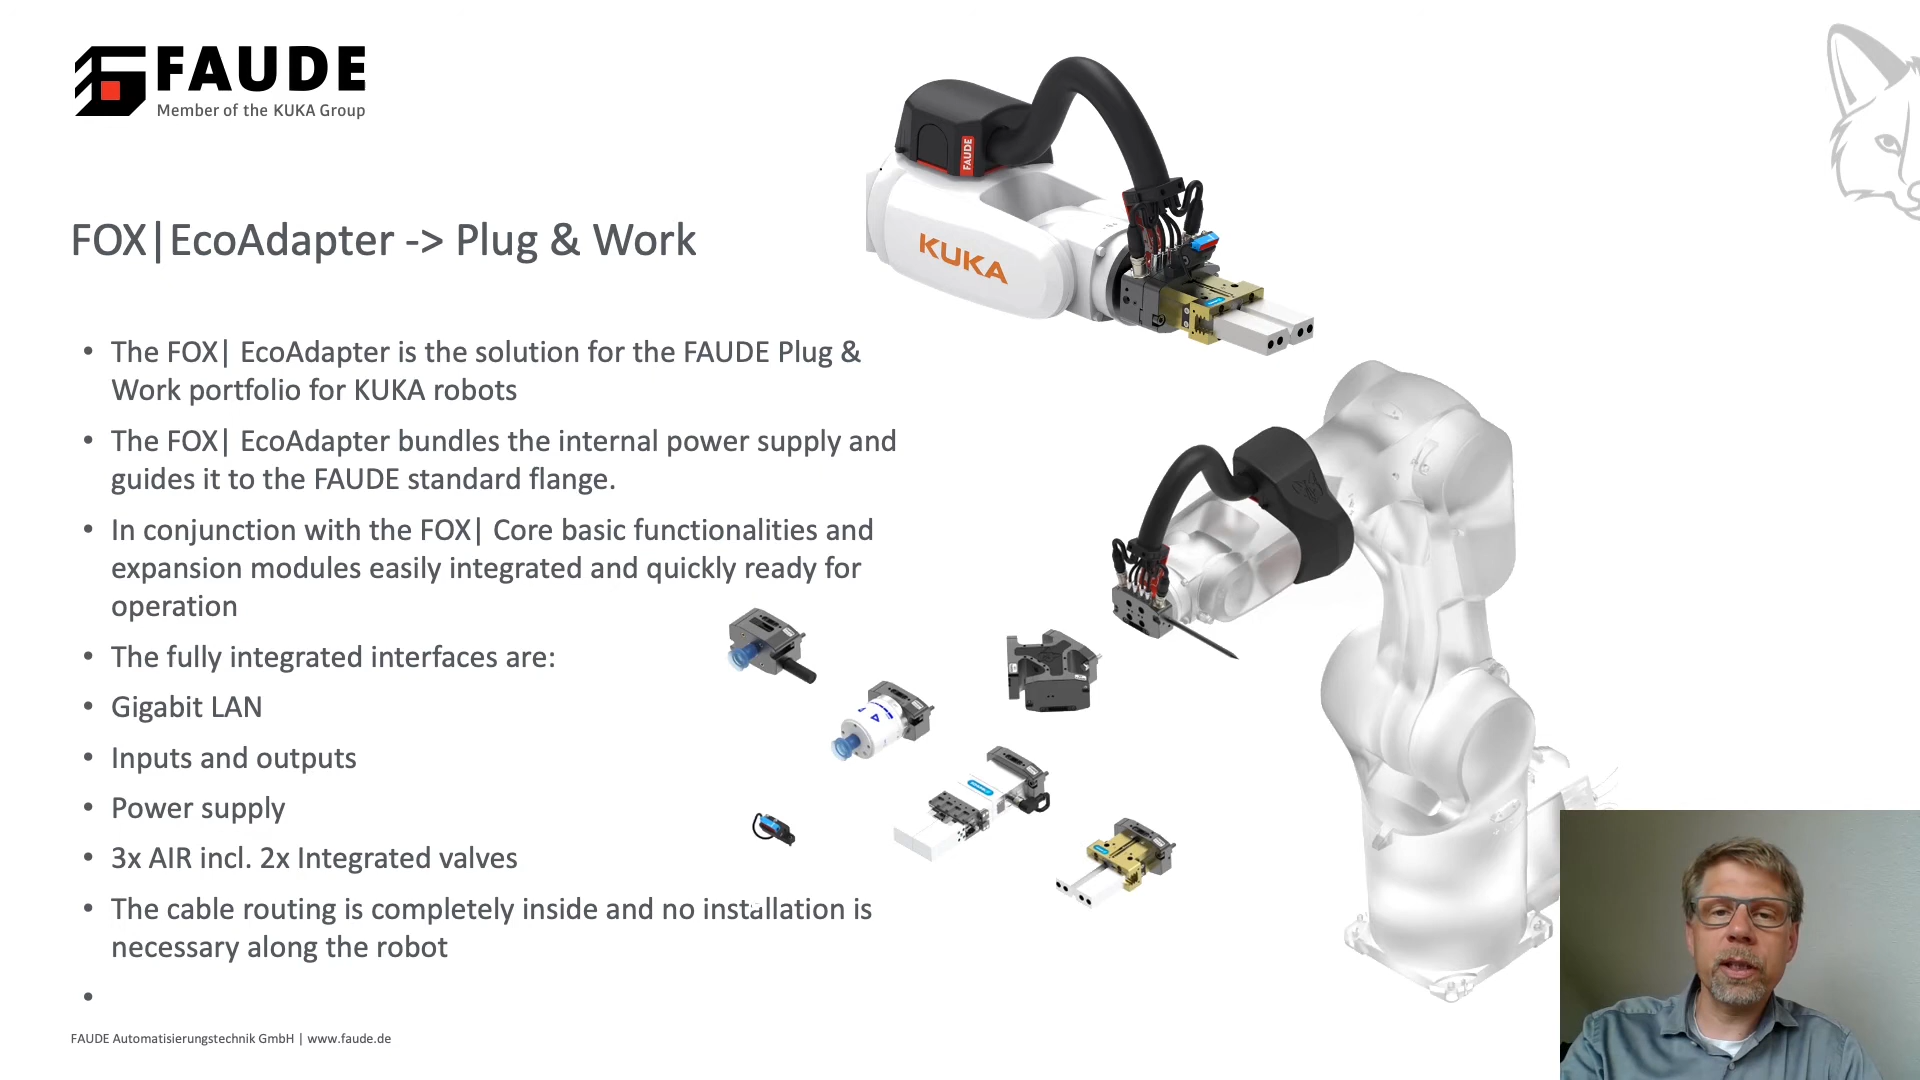 FAUDE
Member of the KUKA Group
FAUDE
KUKA
FOX|EcoAdapter -> Plug & Work
• The FOX| EcoAdapter is the solution for the FAUDE Plug &
Work portfolio for KUKA robots
• The FOX| EcoAdapter bundles the internal power supply and
guides it to the FAUDE standard flange.
• In conjunction with the FOX| Core basic functionalities and
expansion modules easily integrated and quickly ready for
operation
• The fully integrated interfaces are:
• Gigabit LAN
• Inputs and outputs
• Power supply
• 3x AIR incl. 2x Integrated valves
• The cable routing is completely inside and no installation is
necessary along the robot
•
FAUDE Automatisierungstechnik GmbH | www.faude.de